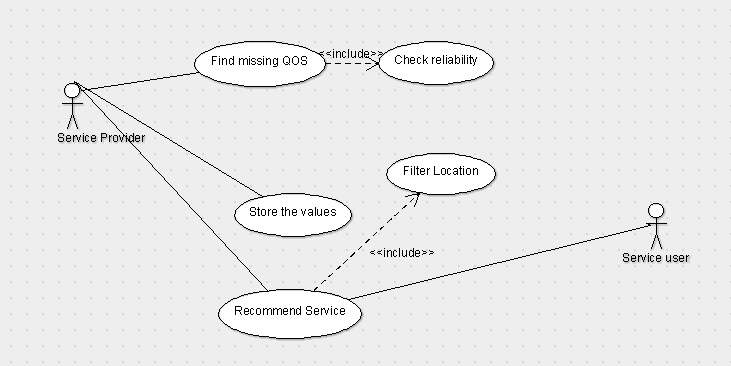 Find missing QOS
<<include>>
Check reliability
Service Provider
Filter Location
Store the values
<<include>>
Service user
Recommend Service